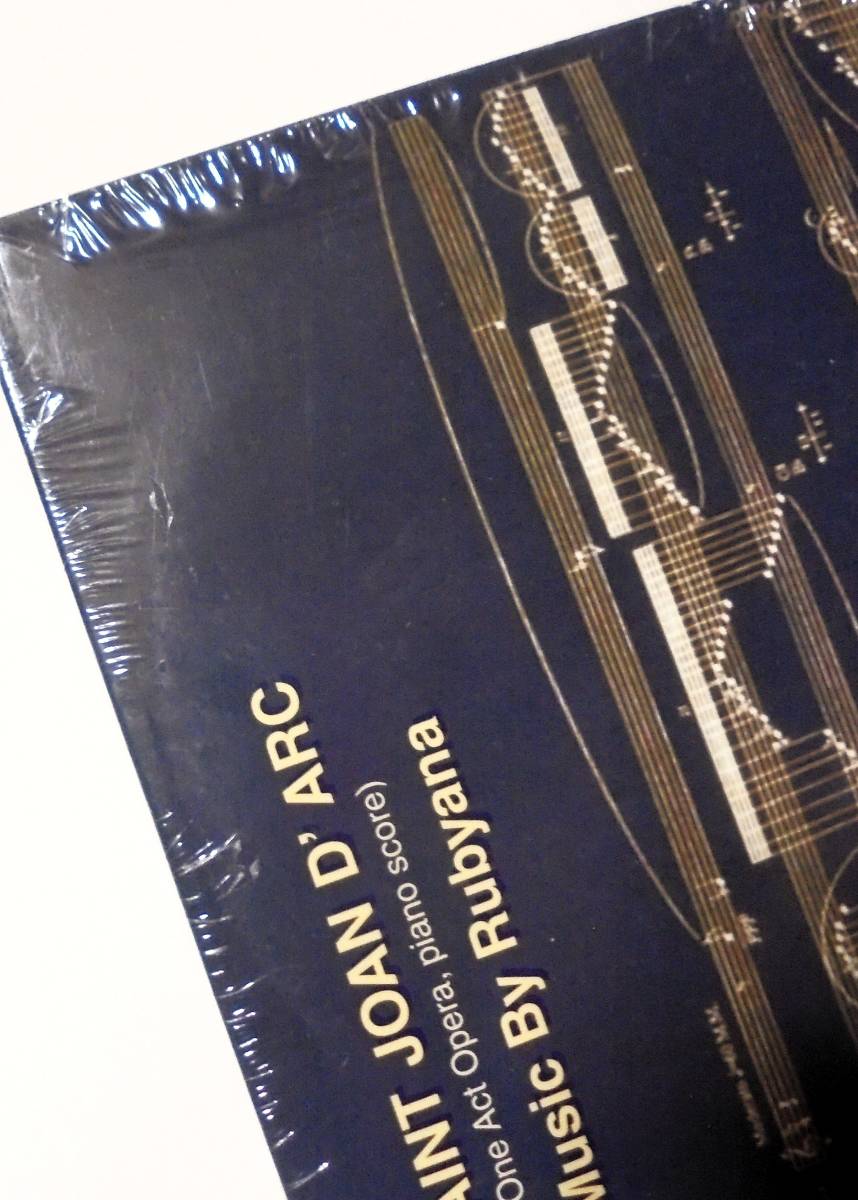 AINT JOAN D' ARC
One Act Opera, piano score)
Music By Rubyana